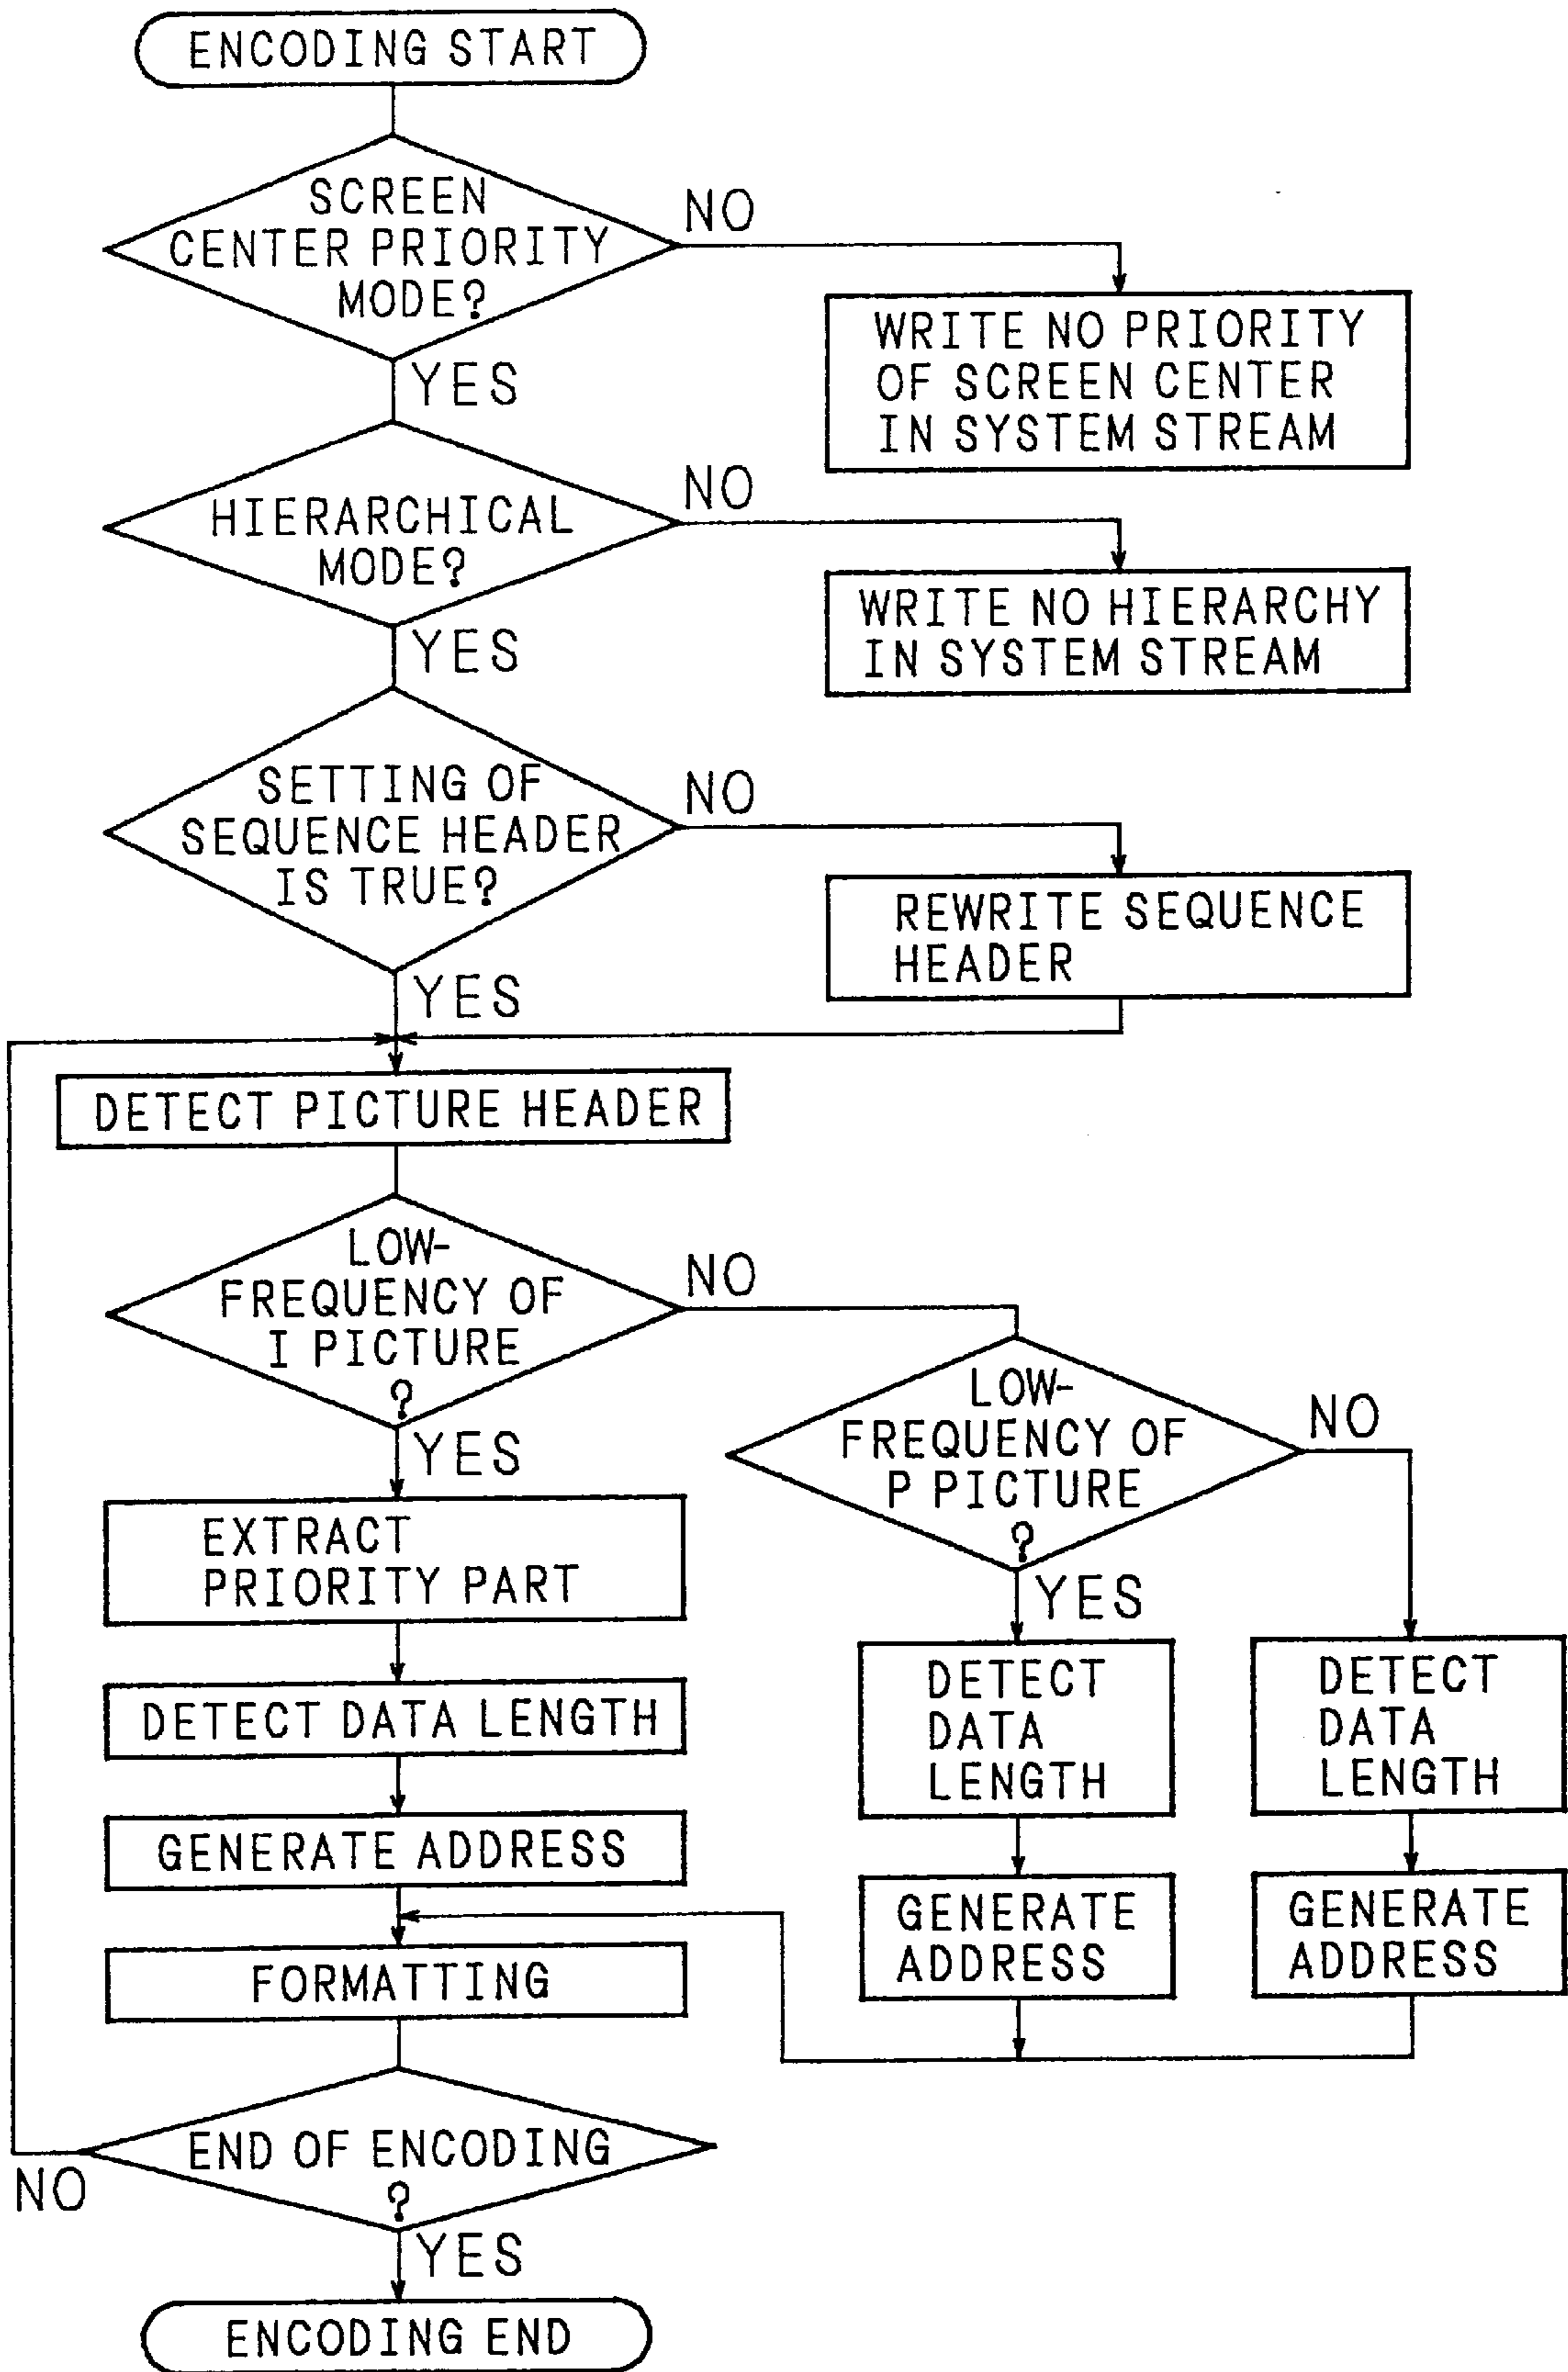 ENCODING START
SCREEN
CENTER PRIORITY
MODE?
NO
WRITE NO PRIORITY
OF SCREEN CENTER
IN SYSTEM STREAM
YES
HIERARCHICAL
MODE?
NO
WRITE NO HIERARCHY
IN SYSTEM STREAM
YES
SETTING OF
SEQUENCE HEADER
IS TRUE?
NO
REWRITE SEQUENCE
HEADER
YES
DETECT PICTURE HEADER
LOW-
FREQUENCY OF
I PICTURE
?
NO
LOW-
FREQUENCY OF
P PICTURE
?
NO
YES
EXTRACT
PRIORITY PART
DETECT DATA LENGTH
GENERATE ADDRESS
YES
DETECT
DATA
LENGTH
GENERATE
ADDRESS
DETECT
DATA
LENGTH
GENERATE
ADDRESS
FORMATTING
END OF ENCODING
?
NO
YES
ENCODING END